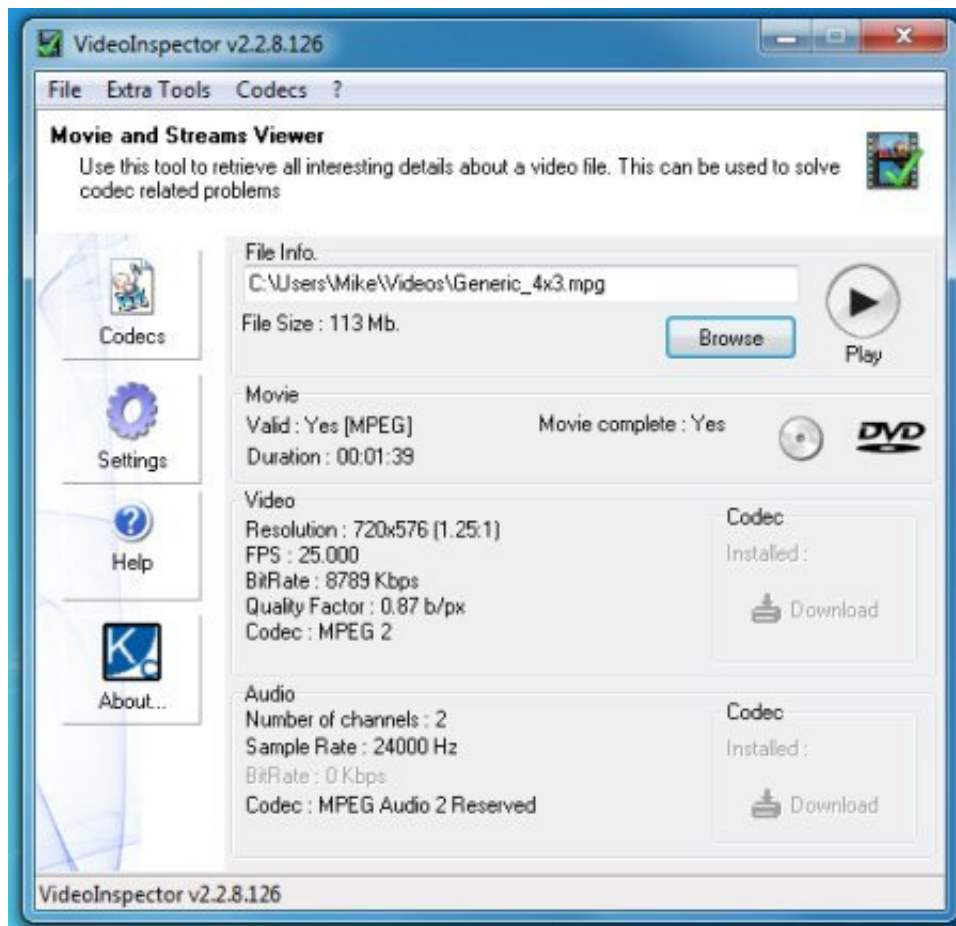 VideoInspector v2.2.8.126
File Extra Tools Codecs ?
Movie and Streams Viewer
Use this tool to retrieve all interesting details about a video file. This can be used to solve
codec related problems
Codecs
Settings
Help
Kc
About...
File Info.
C:\Users\Mike\Videos\Generic_4x3.mpg
File Size : 113 Mb.
Browse
Play
Movie
Valid : Yes [MPEG]
Movie complete : Yes
Duration : 00:01:39
DVD
Video
Resolution : 720x576 (1.25:1)
FPS : 25.000
BitRate : 8789 Kbps
Quality Factor : 0.87 b/px
Codec : MPEG 2
Codec
Installed :
Download
Audio
Number of channels : 2
Sample Rate : 24000 Hz
BitRate : 0 Kbps
Codec : MPEG Audio 2 Reserved
Codec
Installed :
Download
VideoInspector v2.2.8.126